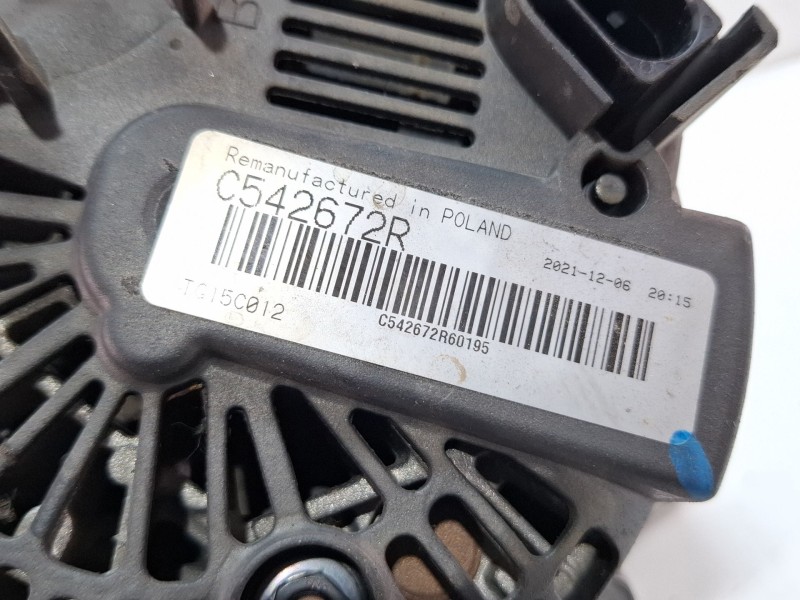 B
Remanufactured in POLAND
C542672R
2021-12-06 20:15
TG15C012
C542672R60195